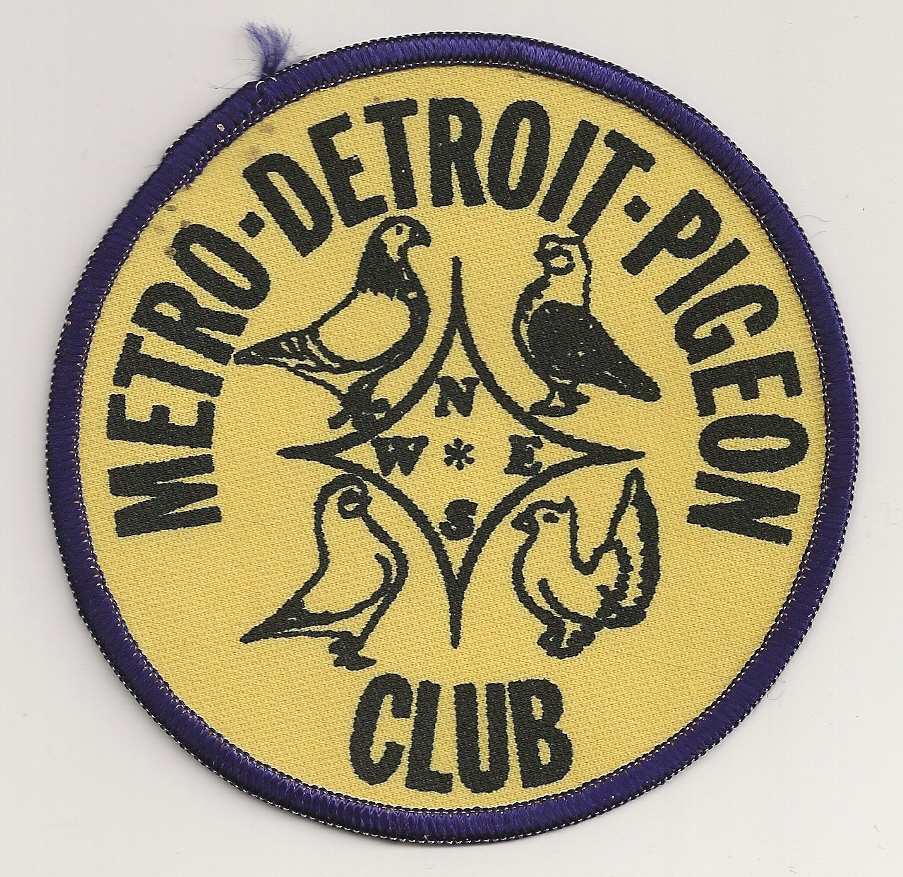 METRO-DETROIT-PIGEON
N
W * E
S
CLUB